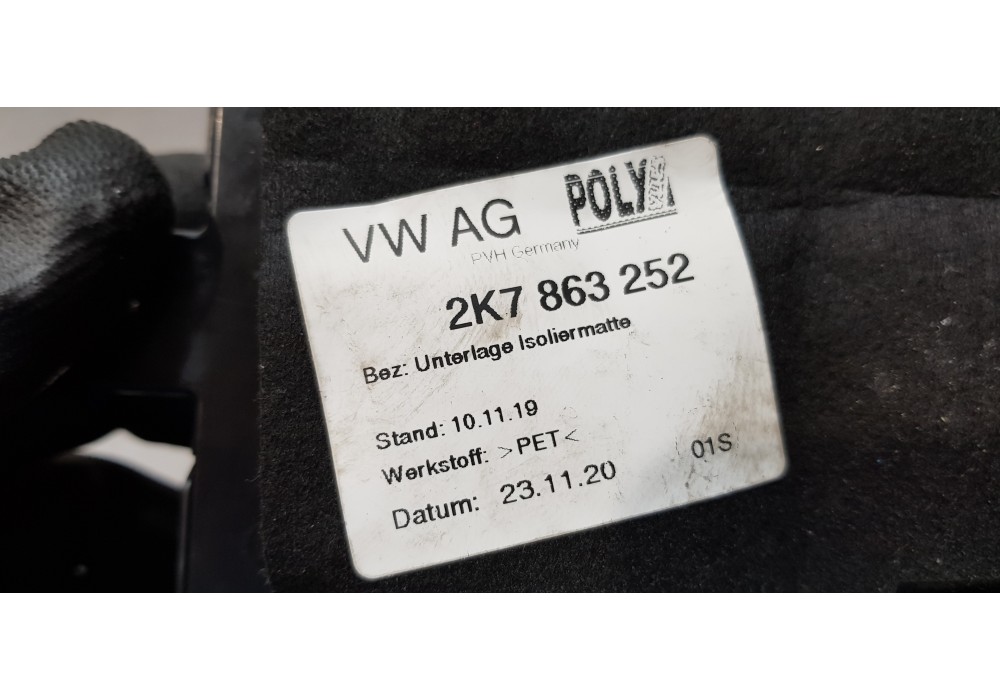 VW AG
POLY
PVH Germany
2K7 863 252
Bez: Unterlage Isoliermatte
Stand: 10.11.19
Werkstoff: >PET<
01S
Datum: 23.11.20